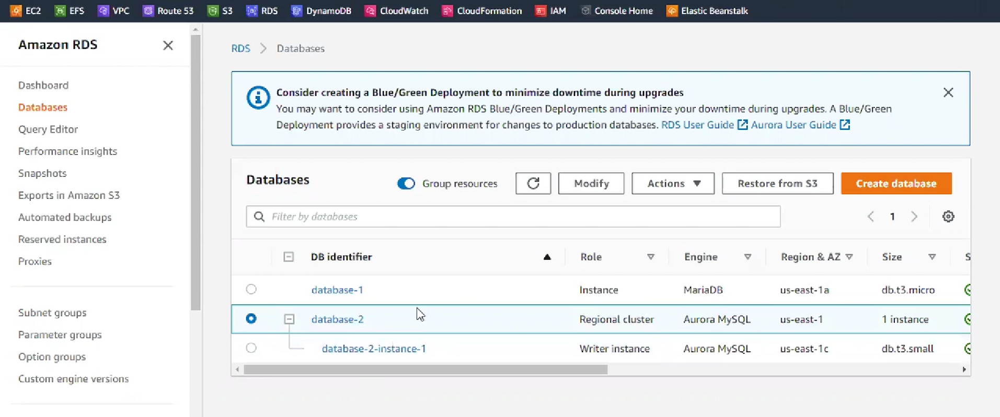 EC2 EFS VPC Route 53 S3 RDS DynamoDB CloudWatch CloudFormation IAM Console Home Elastic Beanstalk
Amazon RDS
Dashboard
Databases
Query Editor
Performance insights
Snapshots
Exports in Amazon S3
Automated backups
Reserved instances
Proxies
Subnet groups
Parameter groups
Option groups
Custom engine versions
RDS > Databases
Consider creating a Blue/Green Deployment to minimize downtime during upgrades
You may want to consider using Amazon RDS Blue/Green Deployments and minimize your downtime during upgrades. A Blue/Green
Deployment provides a staging environment for changes to production databases. RDS User Guide Aurora User Guide
Databases Group resources Modify Actions Restore from S3 Create database
Filter by databases 1
DB identifier Role Engine Region & AZ Size S
database-1 Instance MariaDB us-east-1a db.t3.micro
database-2 Regional cluster Aurora MySQL us-east-1 1 instance
database-2-instance-1 Writer instance Aurora MySQL us-east-1c db.t3.small